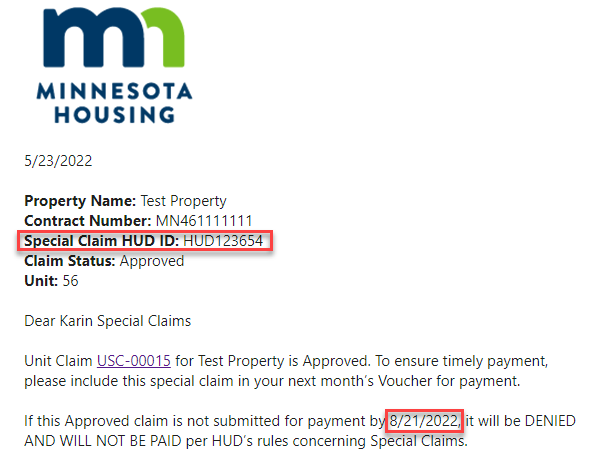 mn
MINNESOTA
HOUSING
5/23/2022
Property Name: Test Property
Contract Number: MN461111111
Special Claim HUD ID: HUD123654
Claim Status: Approved
Unit: 56
Dear Karin Special Claims
Unit Claim USC-00015 for Test Property is Approved. To ensure timely payment,
please include this special claim in your next month's Voucher for payment.
If this Approved claim is not submitted for payment by 8/21/2022, it will be DENIED
AND WILL NOT BE PAID per HUD's rules concerning Special Claims.